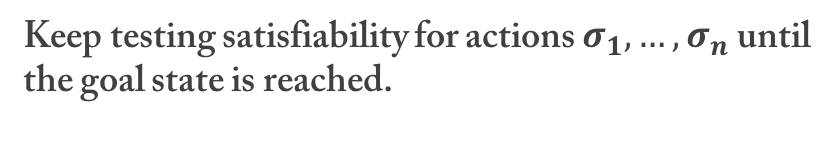 Keep testing satisfiability for actions σ₁, … , σₙ until
the goal state is reached.